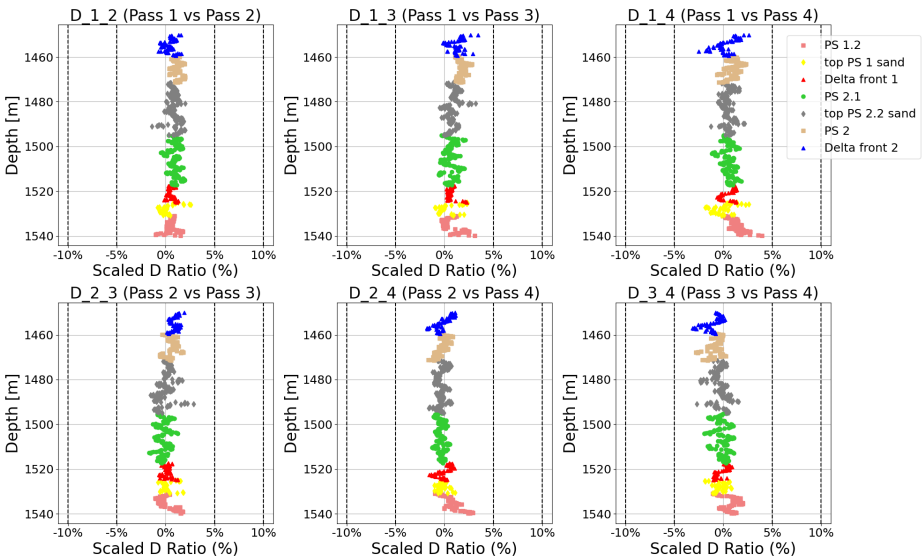 D_1_2 (Pass 1 vs Pass 2)
D_1_3 (Pass 1 vs Pass 3)
D_1_4 (Pass 1 vs Pass 4)
Depth [m]
1460
1480
1500
1520
1540
-10% -5% 0% 5% 10%
Scaled D Ratio (%)
Depth [m]
1460
1480
1500
1520
1540
-10% -5% 0% 5% 10%
Scaled D Ratio (%)
Depth [m]
1460
1480
1500
1520
1540
-10% -5% 0% 5% 10%
Scaled D Ratio (%)
PS 1.2
top PS 1 sand
Delta front 1
PS 2.1
top PS 2.2 sand
PS 2
Delta front 2
D_2_3 (Pass 2 vs Pass 3)
D_2_4 (Pass 2 vs Pass 4)
D_3_4 (Pass 3 vs Pass 4)
Depth [m]
1460
1480
1500
1520
1540
-10% -5% 0% 5% 10%
Scaled D Ratio (%)
Depth [m]
1460
1480
1500
1520
1540
-10% -5% 0% 5% 10%
Scaled D Ratio (%)
Depth [m]
1460
1480
1500
1520
1540
-10% -5% 0% 5% 10%
Scaled D Ratio (%)